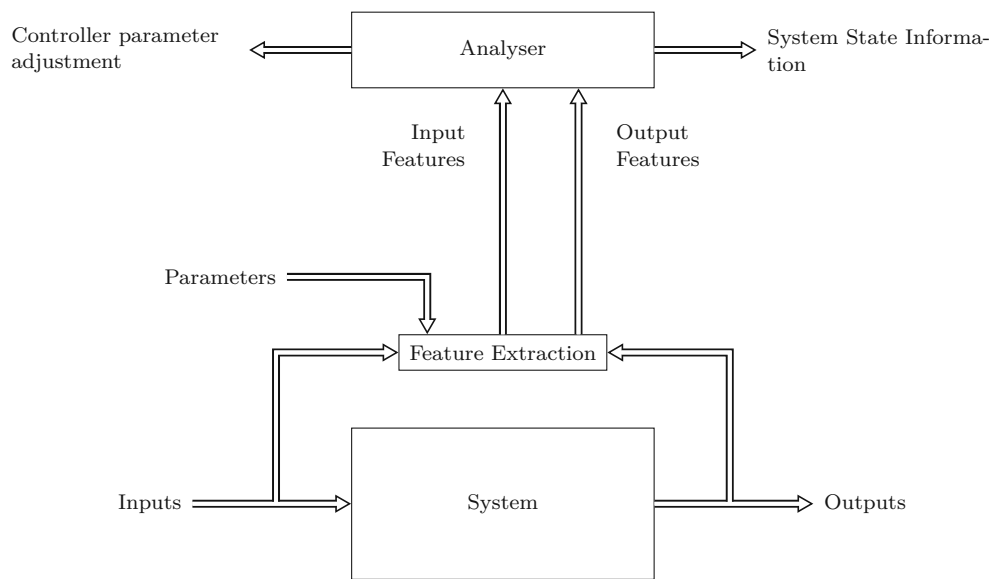 Controller parameter
adjustment
Analyser
System State Informa-
tion
Input
Features
Output
Features
Parameters
Feature Extraction
Inputs
System
Outputs